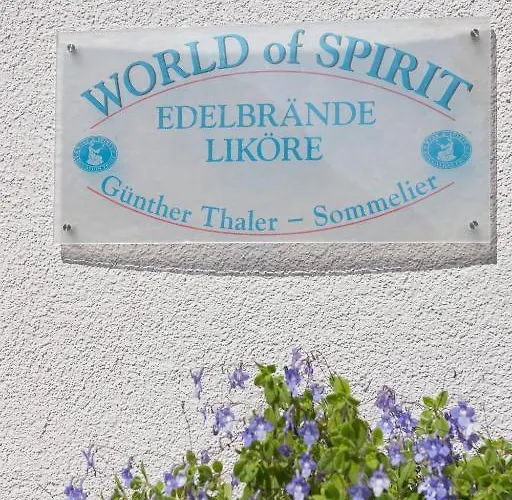 WORLD of SPIRIT
EDELBRÄNDE
LIKÖRE
Günther Thaler – Sommelier